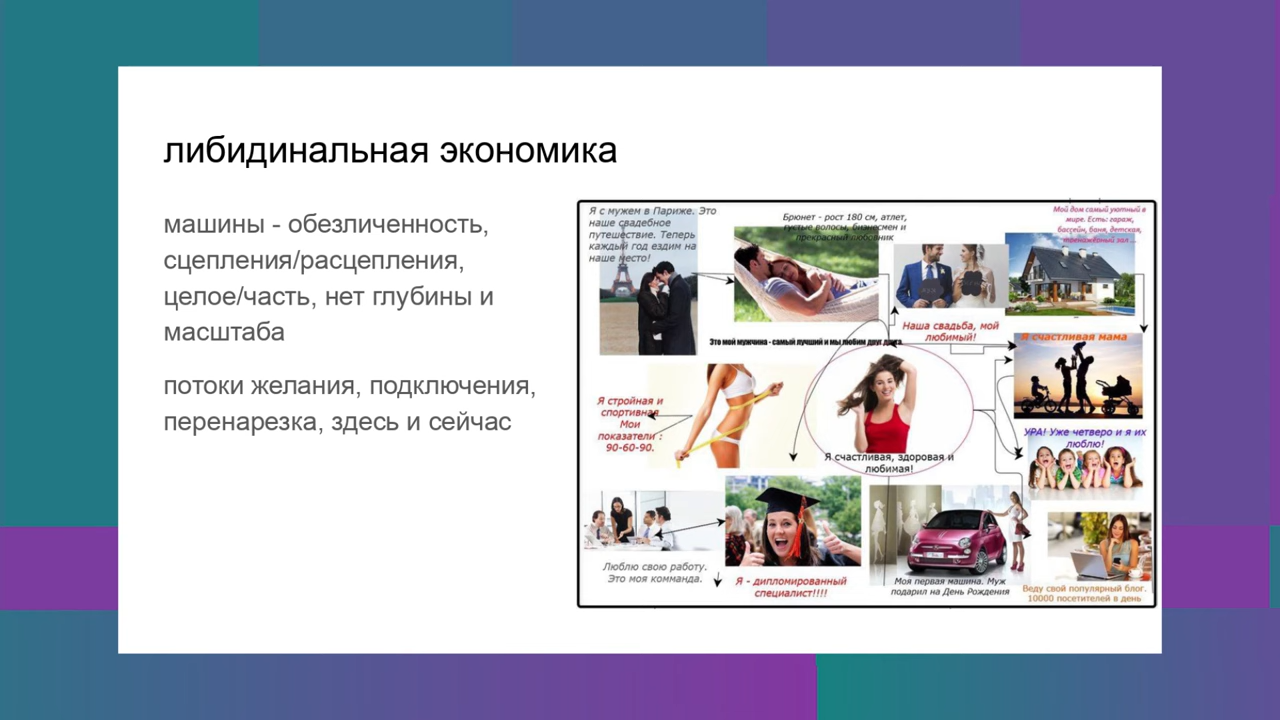 либидинальная экономика
машины - обезличенность,
сцепления/расцепления,
целое/часть, нет глубины и
масштаба
потоки желания, подключения,
перенарезка, здесь и сейчас
Я с мужем в Париже. Это
наше свадебное
путешествие. Теперь
каждый год ездим на
наше место!
Брюнет - рост 180 см, атлет,
густые волосы, бизнесмен и
прекрасный любовник
Мой дом самый уютный в
мире. Есть: гараж,
бассейн, баня, детская,
тренажёрный зал ...
Наша свадьба, мой
любимый!
Это мой мужчина - самый лучший и мы любим друг друга.
Я счастливая мама
Я стройная и
спортивная
Мои
показатели :
90-60-90.
Я счастливая, здоровая и
любимая!
УРА! Уже четверо и я их
люблю!
Люблю свою работу.
Это моя комманда.
Я - дипломированный
специалист!!!!
Моя первая машина. Муж
подарил на День Рождения
Веду свой популярный блог.
10000 посетителей в день